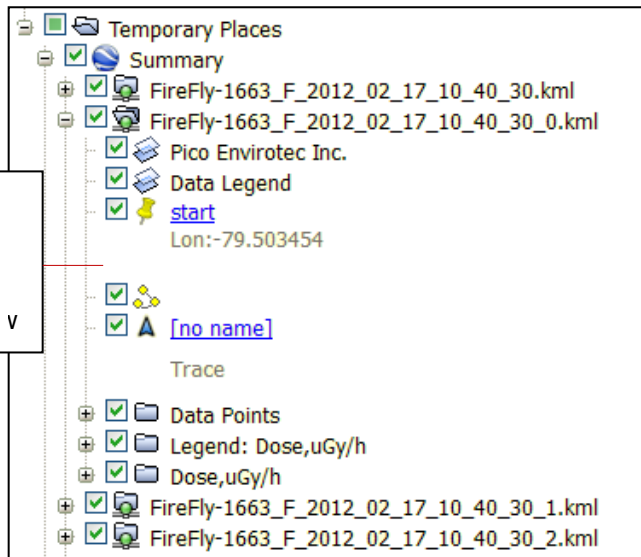 Temporary Places
Summary
FireFly-1663_F_2012_02_17_10_40_30.kml
FireFly-1663_F_2012_02_17_10_40_30_0.kml
Pico Envirotec Inc.
Data Legend
start
Lon:-79.503454
w
[no name]
Trace
Data Points
Legend: Dose,uGy/h
Dose,uGy/h
FireFly-1663_F_2012_02_17_10_40_30_1.kml
FireFly-1663_F_2012_02_17_10_40_30_2.kml